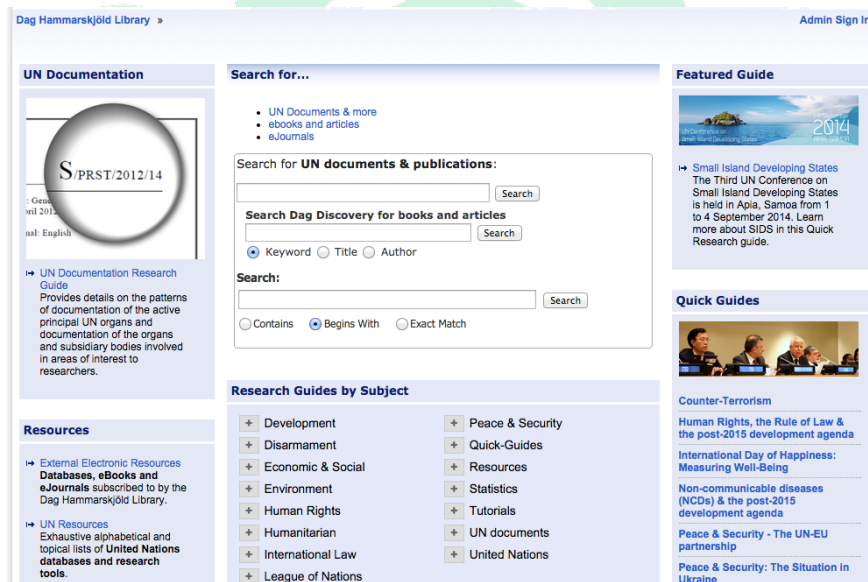 Dag Hammarskjöld Library »
Admin Sign In
UN Documentation
S/PRST/2012/14
: Gene
ril 201
nal: English
UN Documentation Research
Guide
Provides details on the patterns
of documentation of the active
principal UN organs and
documentation of the organs
and subsidiary bodies involved
in areas of interest to
researchers.
Resources
External Electronic Resources
Databases, eBooks and
eJournals subscribed to by the
Dag Hammarskjöld Library.
UN Resources
Exhaustive alphabetical and
topical lists of United Nations
databases and research
tools.
Search for...
UN Documents & more
ebooks and articles
eJournals
Search for UN documents & publications:
Search
Search Dag Discovery for books and articles
Search
Keyword Title Author
Search:
Search
Contains Begins With Exact Match
Research Guides by Subject
+ Development
+ Disarmament
+ Economic & Social
+ Environment
+ Human Rights
+ Humanitarian
+ International Law
+ League of Nations
+ Peace & Security
+ Quick-Guides
+ Resources
+ Statistics
+ Tutorials
+ UN documents
+ United Nations
Featured Guide
UN Conference on
Small Island Developing States
2014
APIA, SAMOA
Small Island Developing States
The Third UN Conference on
Small Island Developing States
is held in Apia, Samoa from 1
to 4 September 2014. Learn
more about SIDS in this Quick
Research guide.
Quick Guides
Counter-Terrorism
Human Rights, the Rule of Law &
the post-2015 development agenda
International Day of Happiness:
Measuring Well-Being
Non-communicable diseases
(NCDs) & the post-2015
development agenda
Peace & Security - The UN-EU
partnership
Peace & Security: The Situation in
Ukraine